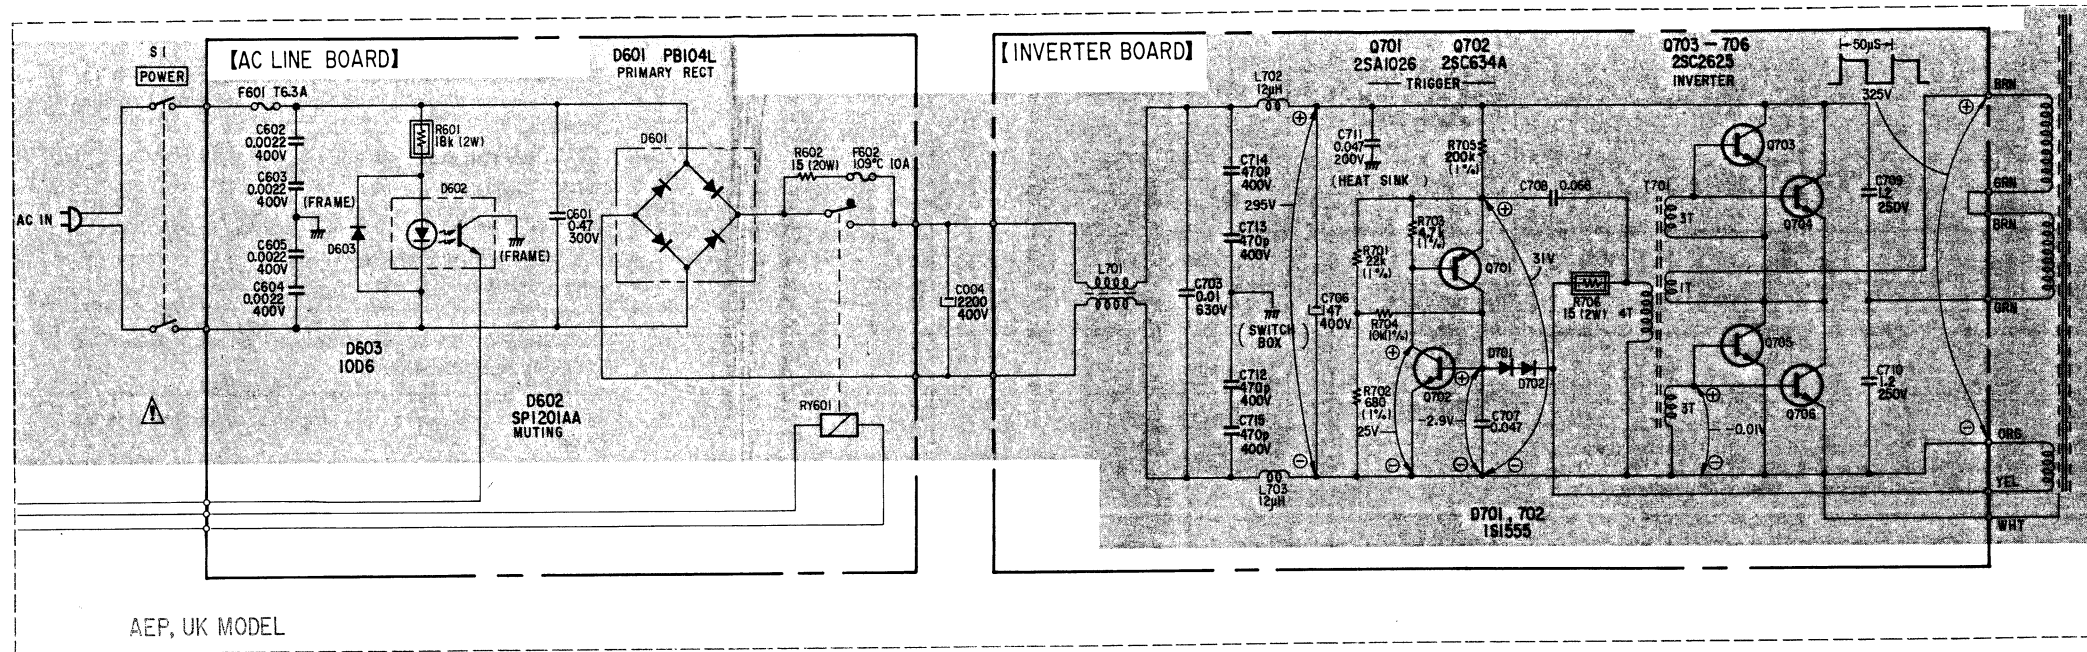 S1
POWER
【AC LINE BOARD】
D601 PB104L
PRIMARY RECT
F601 T6.3A
C602
0.0022
400V
C603
0.0022
400V
(FRAME)
AC IN
C605
0.0022
400V
C604
0.0022
400V
R601
18k (2W)
D602
D603
(FRAME)
C601
0.47
300V
D601
R602
15 (20W)
F602
109°C 10A
C004
2200
400V
D603
10D6
D602
SP1201AA
MUTING
RY601
【INVERTER BOARD】
Q701
2SA1026
Q702
2SC634A
TRIGGER
Q703-706
2SC2625
INVERTER
50µS
325V
L702
12µH
C711
0.047
200V
(HEAT SINK)
R705
200k
(1%)
C714
470p
400V
295V
C713
470p
400V
L701
C703
0.01
630V
(SWITCH BOX)
C706
47
400V
C712
470p
400V
C715
470p
400V
L703
12µH
R703
4.7k
(1%)
R701
22k
(1%)
Q701
31V
R704
10M(1%)
C708 0.068
R706
15 (2W)
4T
T701
3T
1T
3T
R702
680
(1%)
25V
Q702
-2.9V
C707
0.047
D701
D702
D701, 702
1S1555
Q703
Q704
Q705
Q706
-0.01V
C709
1.2
250V
C710
1.2
250V
BRN
GRN
BRN
GRN
ORG
YEL
WHT
AEP, UK MODEL